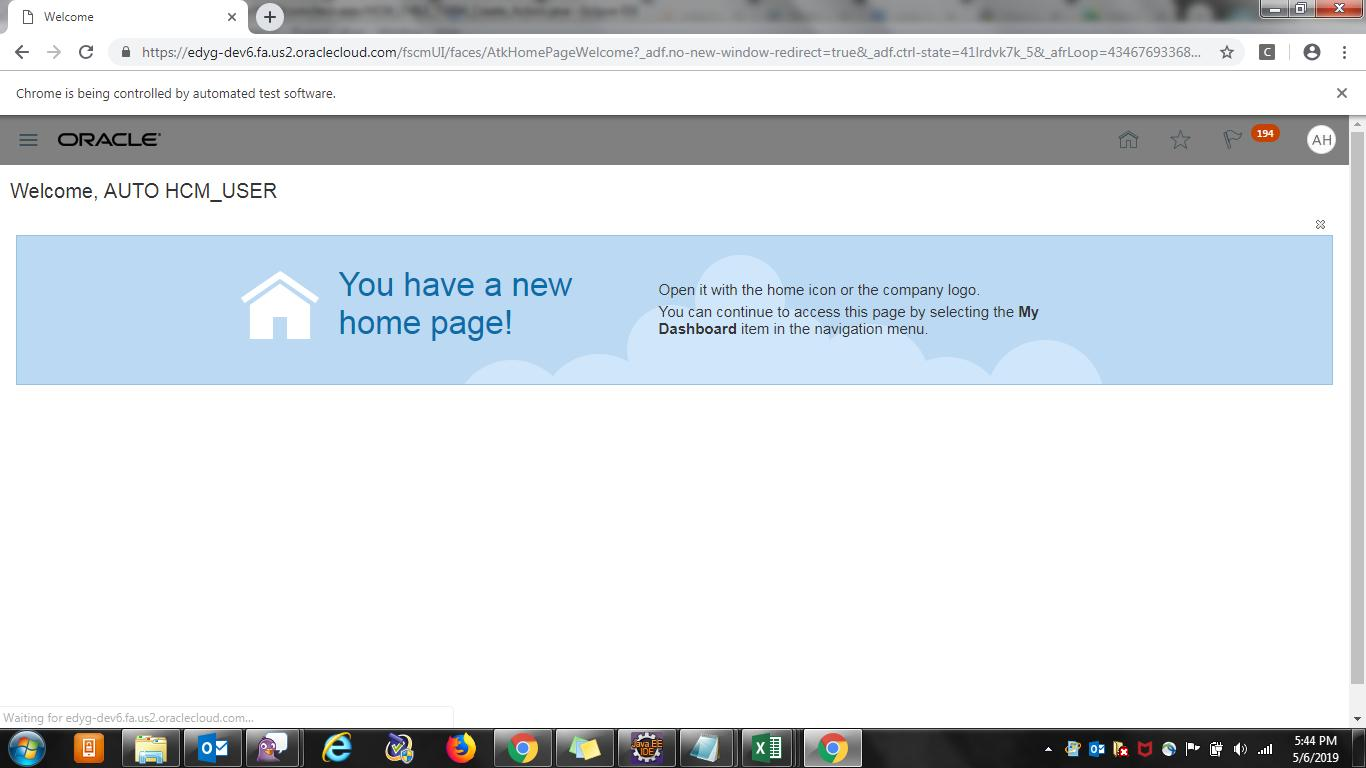 Welcome
https://edyg-dev6.fa.us2.oraclecloud.com/fscmUI/faces/AtkHomePageWelcome?_adf.no-new-window-redirect=true&_adf.ctrl-state=41lrdvk7k_5&_afrLoop=43467693368...
C
Chrome is being controlled by automated test software.
ORACLE
194
AH
Welcome, AUTO HCM_USER
You have a new
home page!
Open it with the home icon or the company logo.
You can continue to access this page by selecting the My
Dashboard item in the navigation menu.
Waiting for edyg-dev6.fa.us2.oraclecloud.com...
Java EE
IDE
5:44 PM
5/6/2019